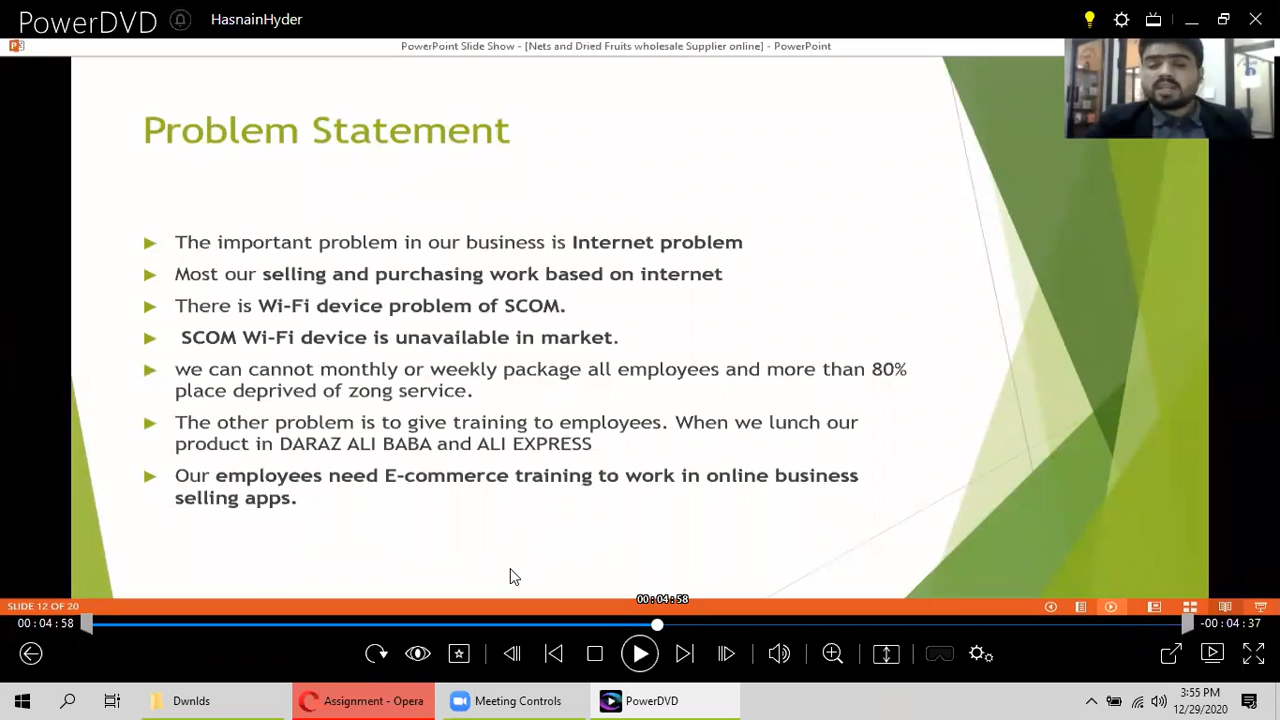 PowerDVD
HasnainHyder
PowerPoint Slide Show - [Nets and Dried Fruits wholesale Supplier online] - PowerPoint
Problem Statement
The important problem in our business is Internet problem
Most our selling and purchasing work based on internet
There is Wi-Fi device problem of SCOM.
SCOM Wi-Fi device is unavailable in market.
we can cannot monthly or weekly package all employees and more than 80%
place deprived of zong service.
The other problem is to give training to employees. When we lunch our
product in DARAZ ALI BABA and ALI EXPRESS
Our employees need E-commerce training to work in online business
selling apps.
SLIDE 12 OF 20
00:04:58
00:04:58
-00:04:37
Dwnlds
Assignment - Opera
Meeting Controls
PowerDVD
3:55 PM
12/29/2020